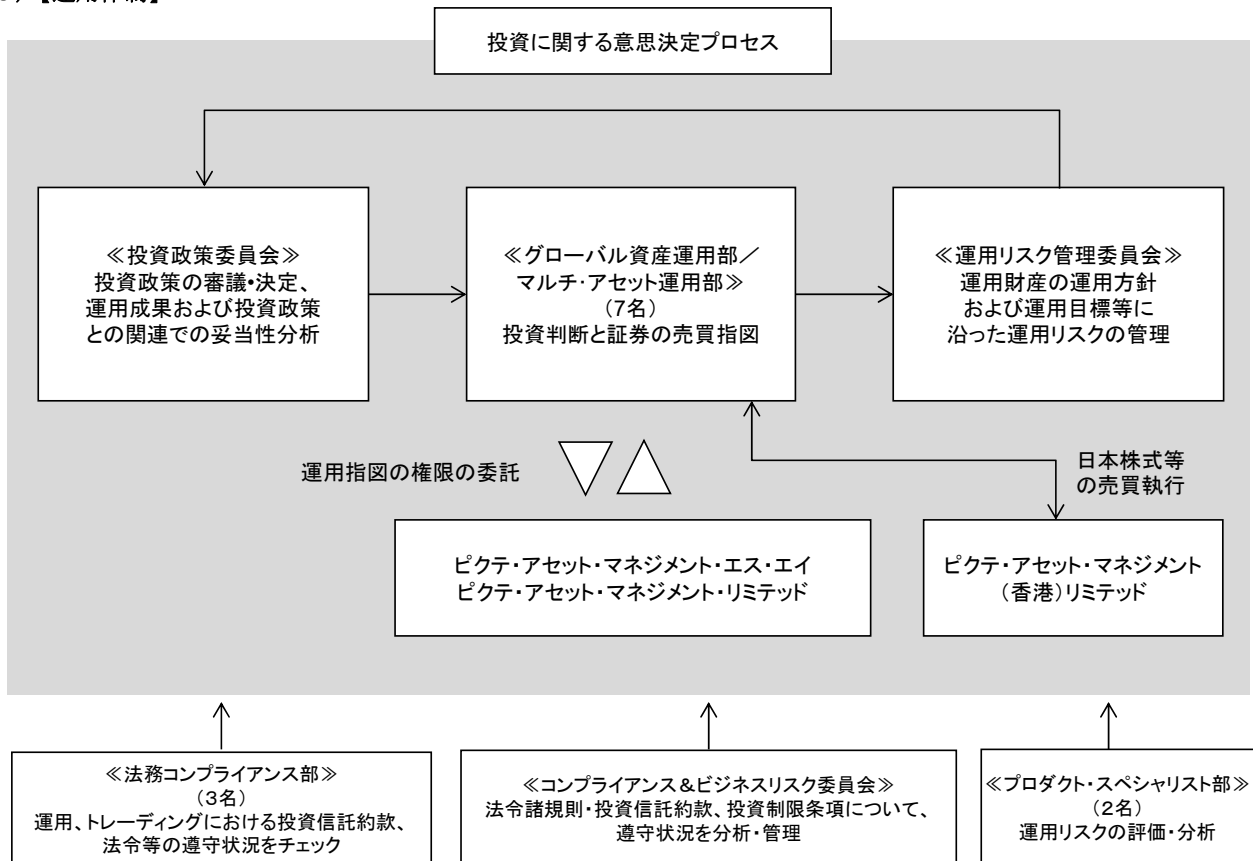 【運用体制】
投資に関する意思決定プロセス
≪投資政策委員会≫
投資政策の審議・決定、
運用成果および投資政策
との関連での妥当性分析
≪グローバル資産運用部／
マルチ・アセット運用部≫
(7名)
投資判断と証券の売買指図
≪運用リスク管理委員会≫
運用財産の運用方針
および運用目標等に
沿った運用リスクの管理
運用指図の権限の委託
日本株式等
の売買執行
ピクテ・アセット・マネジメント・エス・エイ
ピクテ・アセット・マネジメント・リミテッド
ピクテ・アセット・マネジメント
（香港）リミテッド
≪法務コンプライアンス部≫
（3名）
運用、トレーディングにおける投資信託約款、
法令等の遵守状況をチェック
≪コンプライアンス＆ビジネスリスク委員会≫
法令諸規則・投資信託約款、投資制限条項について、
遵守状況を分析・管理
≪プロダクト・スペシャリスト部≫
（2名）
運用リスクの評価・分析